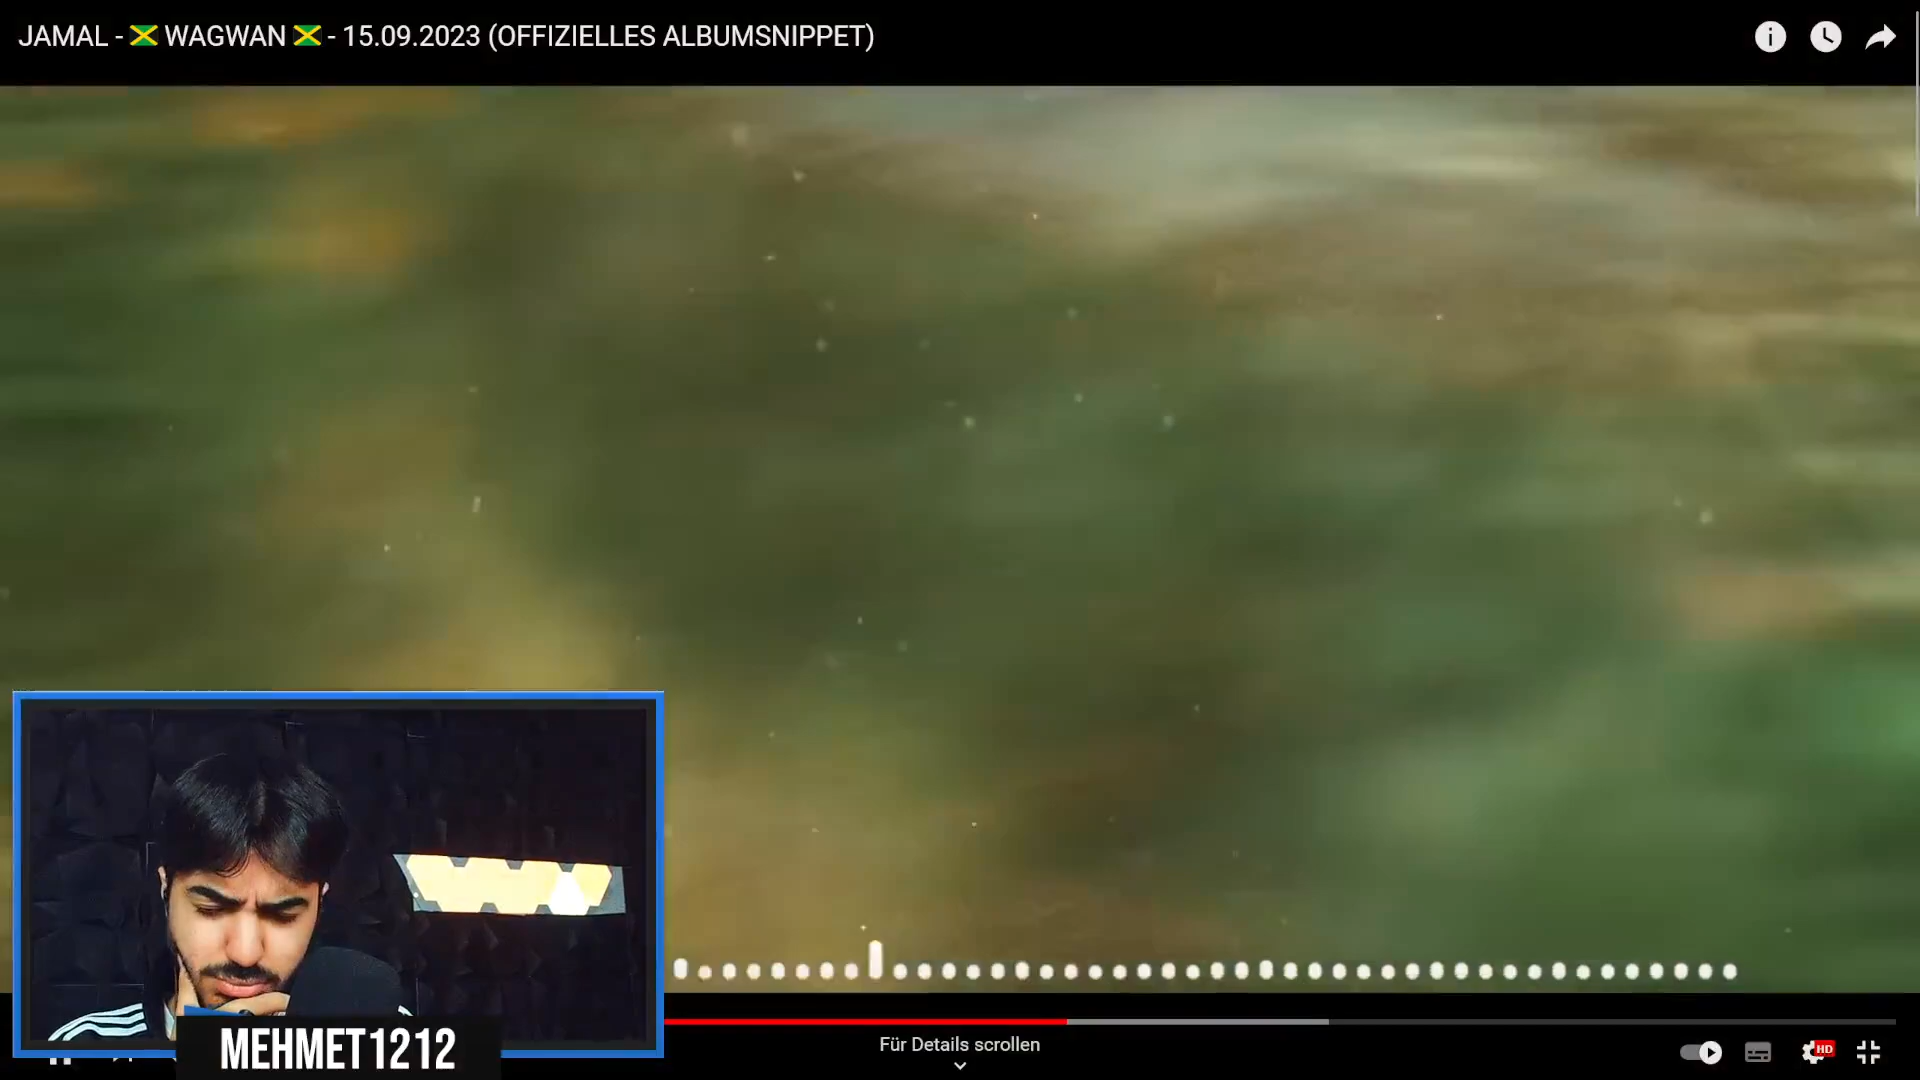 JAMAL - 🇯🇲 WAGWAN 🇯🇲 - 15.09.2023 (OFFIZIELLES ALBUMSNIPPET)
MEHMET1212
Für Details scrollen
HD